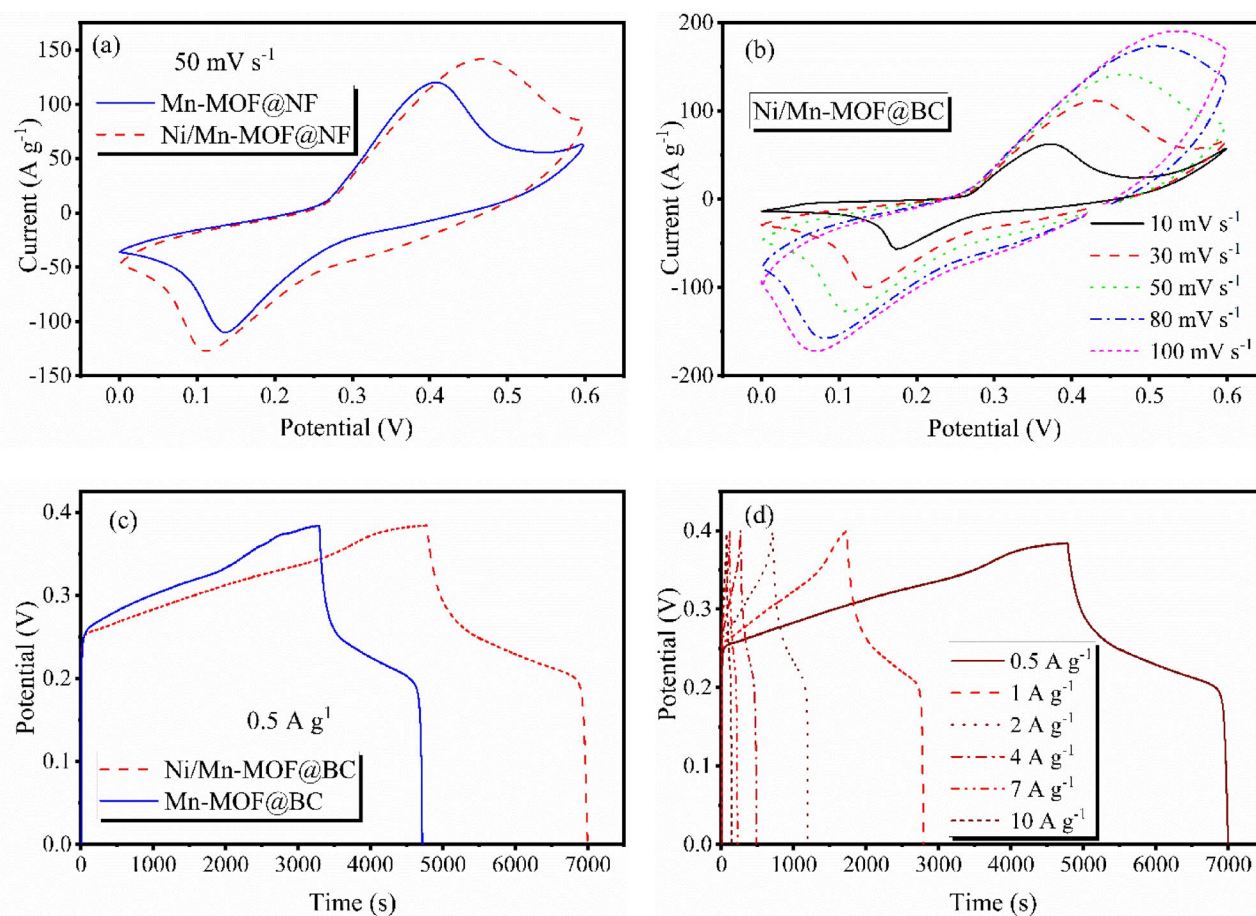 (a)
50 mV s⁻¹
Mn-MOF@NF
Ni/Mn-MOF@NF
150
100
50
0
-50
-100
-150
Current (A g⁻¹)
0.0 0.1 0.2 0.3 0.4 0.5 0.6
Potential (V)
(b)
Ni/Mn-MOF@BC
200
100
0
-100
-200
Current (A g⁻¹)
10 mV s⁻¹
30 mV s⁻¹
50 mV s⁻¹
80 mV s⁻¹
100 mV s⁻¹
0.0 0.1 0.2 0.3 0.4 0.5 0.6
Potential (V)
(c)
0.4
0.3
0.2
0.1
0.0
Potential (V)
0.5 A g¹
Ni/Mn-MOF@BC
Mn-MOF@BC
0 1000 2000 3000 4000 5000 6000 7000
Time (s)
(d)
0.4
0.3
0.2
0.1
0.0
Potential (V)
0.5 A g⁻¹
1 A g⁻¹
2 A g⁻¹
4 A g⁻¹
7 A g⁻¹
10 A g⁻¹
0 1000 2000 3000 4000 5000 6000 7000
Time (s)